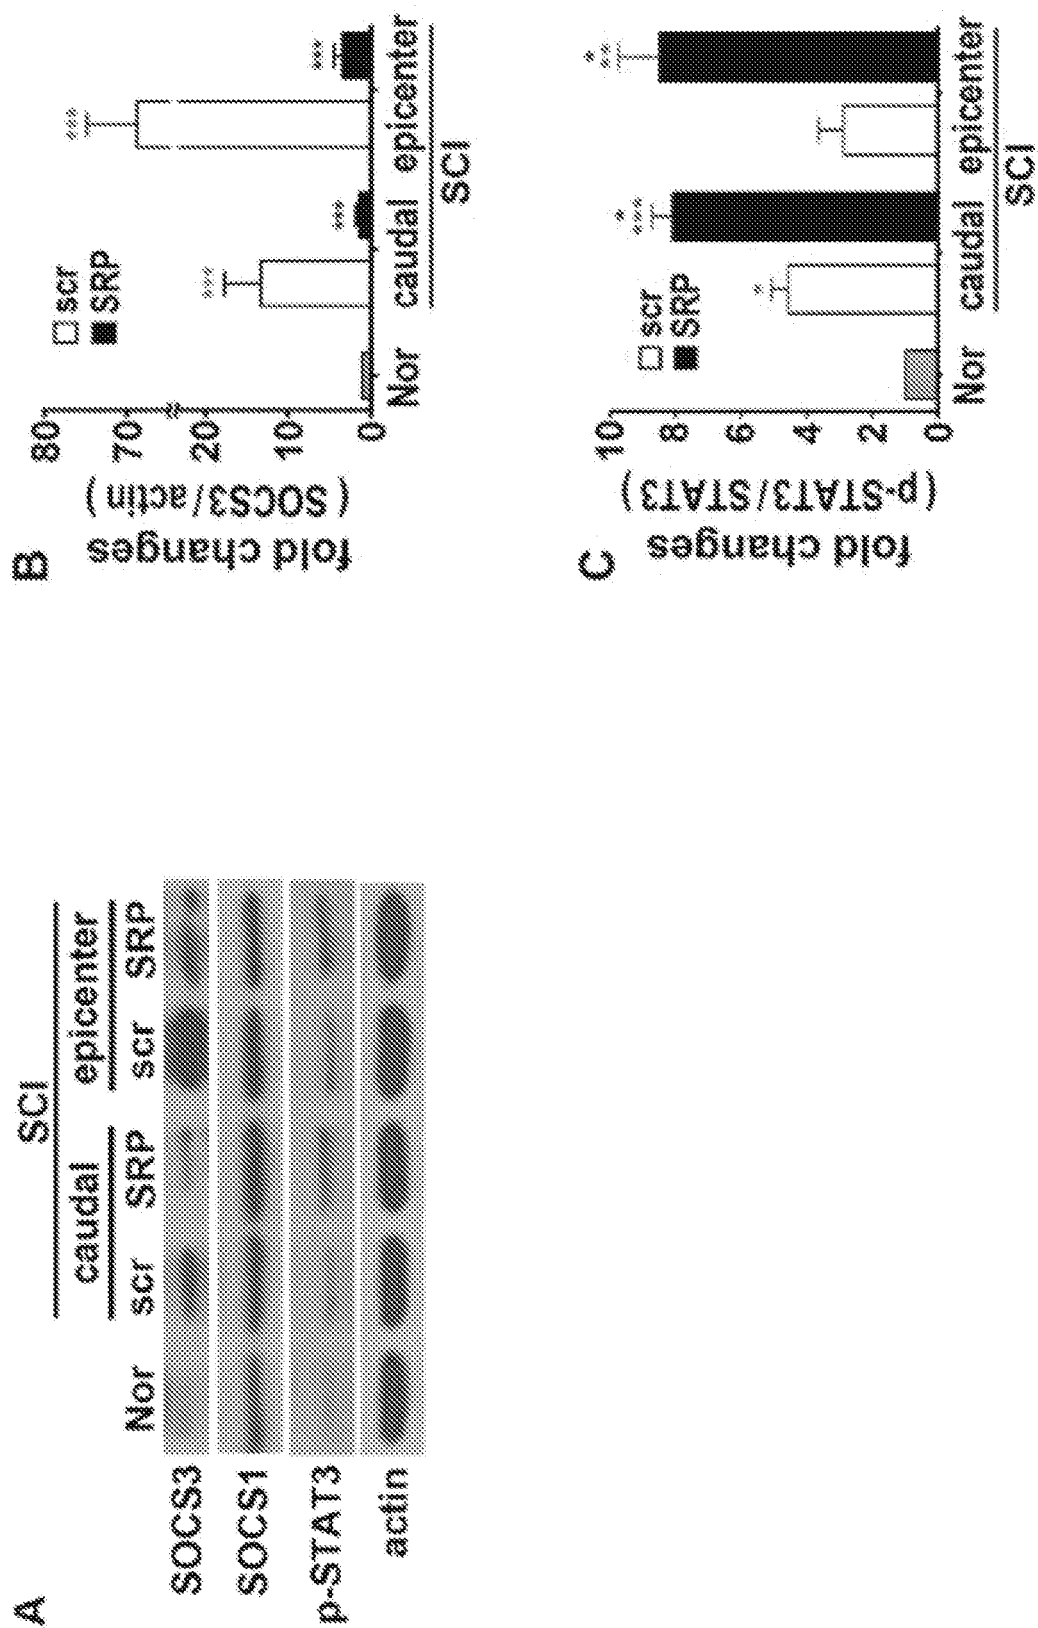 A
SCI
caudal epicenter
Nor scr SRP scr SRP
SOCS3
SOCS1
p-STAT3
actin
B
fold changes
(SOCS3/actin)
80
70
20
10
0
scr
SRP
***
***
***
***
Nor caudal epicenter
SCI
C
fold changes
(p-STAT3/STAT3)
10
8
6
4
2
0
scr
SRP
*
*
***
*
**
Nor caudal epicenter
SCI